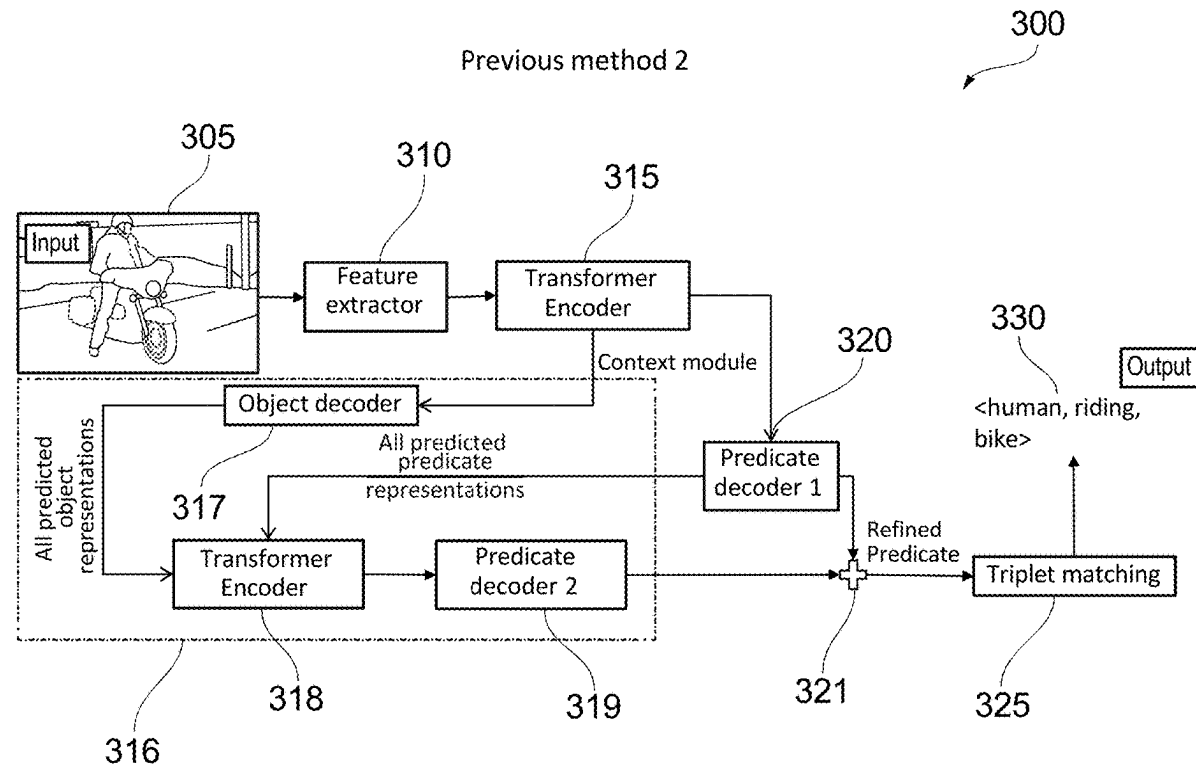 300
Previous method 2
305
310
315
Input
Feature
extractor
Transformer
Encoder
320
330
Output
Context module
Object decoder
<human, riding,
bike>
All predicted
predicate
representations
Predicate
decoder 1
All predicted
object
representations
317
Refined
Predicate
Transformer
Encoder
Predicate
decoder 2
Triplet matching
318
319
321
325
316